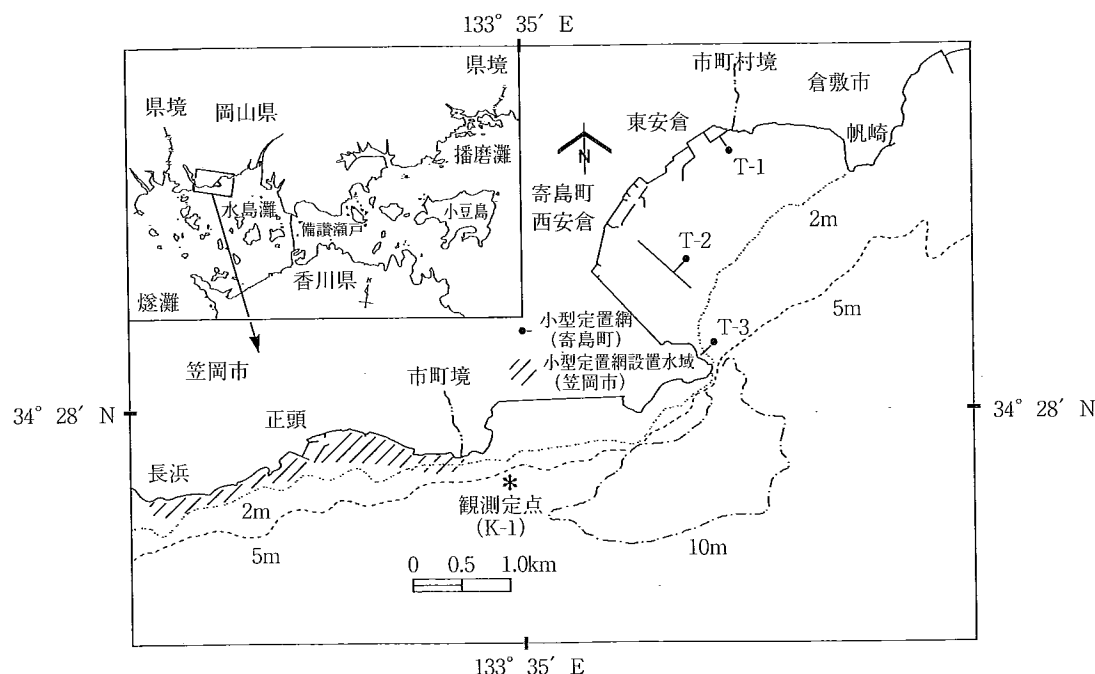 133° 35′ E
県境
県境
岡山県
播磨灘
水島灘
小豆島
備讃瀬戸
香川県
燧灘
N
市町村境
倉敷市
東安倉
帆崎
T-1
寄島町
西安倉
2m
T-2
5m
T-3
小型定置網
(寄島町)
小型定置網設置水域
(笠岡市)
笠岡市
市町境
34° 28′ N
34° 28′ N
正頭
長浜
2m
5m
*
観測定点
(K-1)
10m
0 0.5 1.0km
133° 35′ E